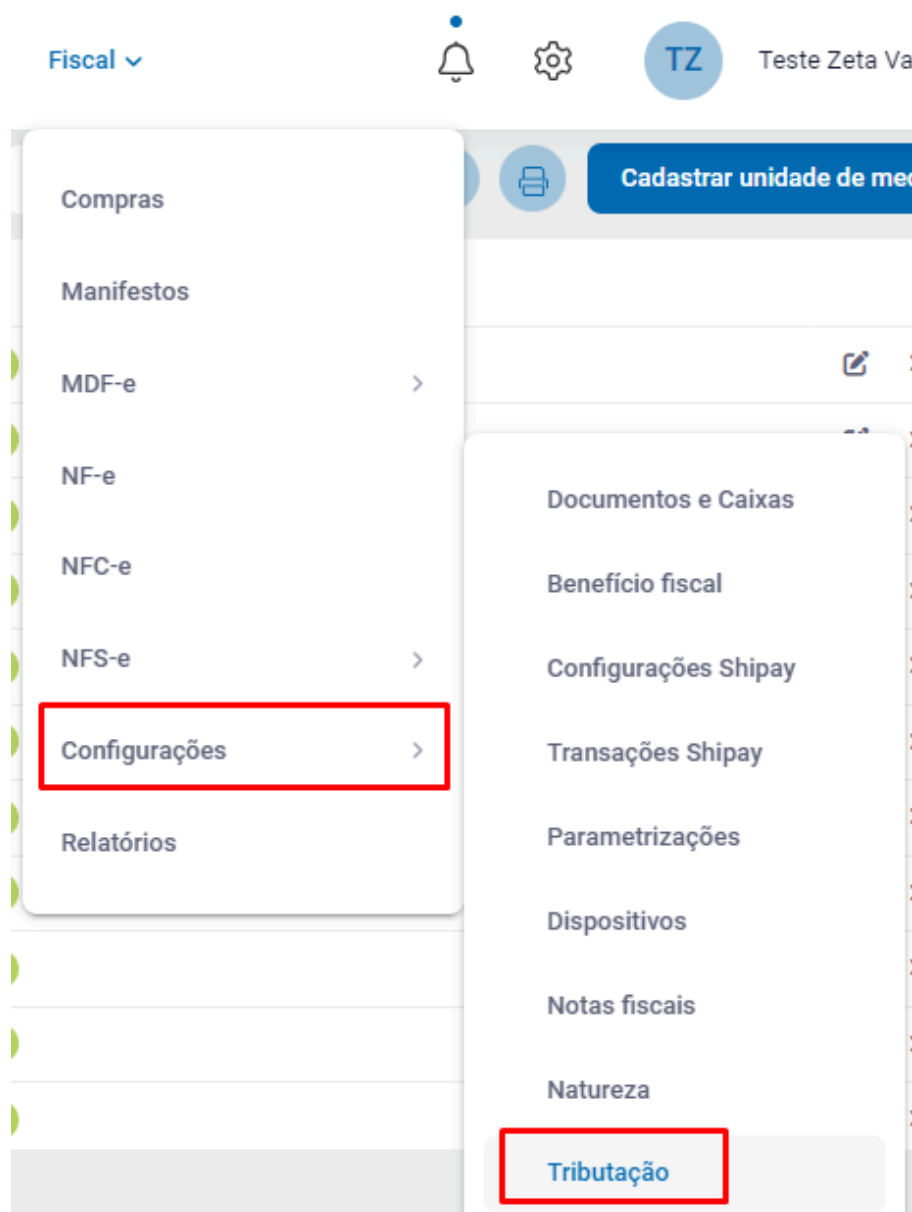 Fiscal
TZ
Teste Zeta Va
Cadastrar unidade de med
Compras
Manifestos
MDF-e
NF-e
NFC-e
NFS-e
Configurações
Relatórios
Documentos e Caixas
Benefício fiscal
Configurações Shipay
Transações Shipay
Parametrizações
Dispositivos
Notas fiscais
Natureza
Tributação